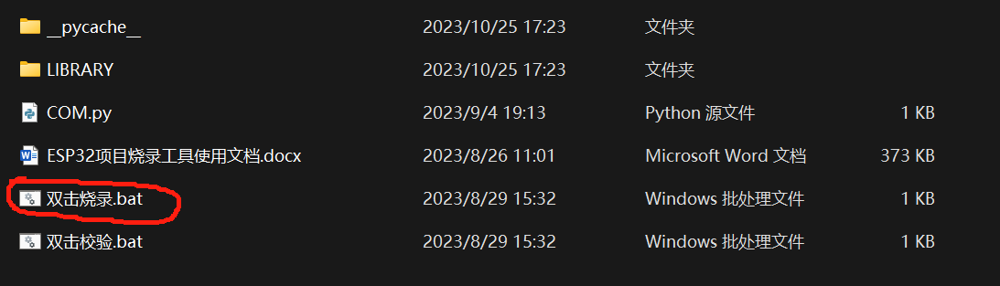 __pycache__ 2023/10/25 17:23 文件夹
LIBRARY 2023/10/25 17:23 文件夹
COM.py 2023/9/4 19:13 Python 源文件 1 KB
ESP32项目烧录工具使用文档.docx 2023/8/26 11:01 Microsoft Word 文档 373 KB
双击烧录.bat 2023/8/29 15:32 Windows 批处理文件 1 KB
双击校验.bat 2023/8/29 15:32 Windows 批处理文件 1 KB